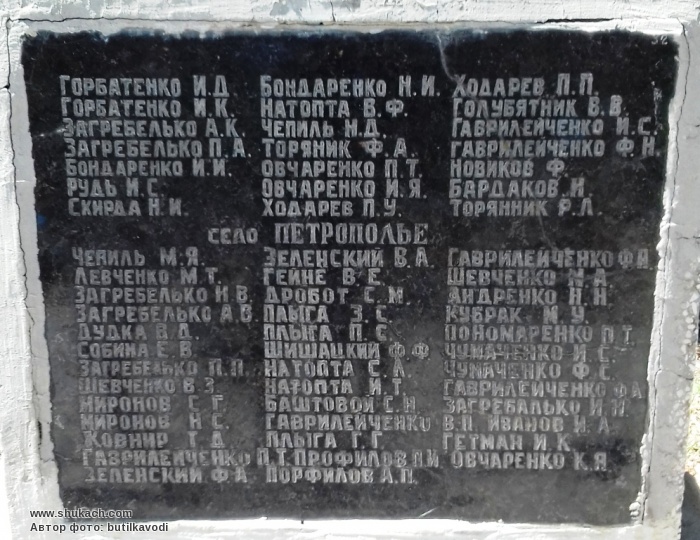 ГОРБАТЕНКО И.Д. БОНДАРЕНКО Н.И. ХОДАРЕВ П.П.
ГОРБАТЕНКО И.К. НАТОПТА В.Ф. ГОЛУБЯТНИК В.В.
ЗАГРЕБЕЛЬКО А.К. ЧЕПИЛЬ Н.Д. ГАВРИЛЕЙЧЕНКО И.С.
ЗАГРЕБЕЛЬКО П.А. ТОРЯНИК Ф.А. ГАВРИЛЕЙЧЕНКО Ф.Н.
БОНДАРЕНКО И.И. ОВЧАРЕНКО П.Т. НОВИКОВ Ф.
РУДЬ И.С. ОВЧАРЕНКО И.Я. БАРДАКОВ И.
СКИРДА Н.И. ХОДАРЕВ П.У. ТОРЯННИК Р.Л.
СЕЛО ПЕТРОПОЛЬЕ
ЧЕПИЛЬ М.Я. ЗЕЛЕНСКИЙ В.А. ГАВРИЛЕЙЧЕНКО Ф.Я.
ЛЕВЧЕНКО М.Т. ГЕЙНЕ В.Е. ШЕВЧЕНКО М.А.
ЗАГРЕБЕЛЬКО Н.В. ДРОБОТ С.М. АНДРЕНКО Н.Н.
ЗАГРЕБЕЛЬКО А.В. ПЛЫГА З.С. КУБРАК М.У.
ДУДКА В.Д. ПЛЫГА П.С. ПОНОМАРЕНКО П.Т.
СОБИНА Е.В. ШИШАЦКИЙ Ф.Ф. ЧУМАЧЕНКО И.С.
ЗАГРЕБЕЛЬКО П.П. НАТОПТА С.А. ЧУМАЧЕНКО Ф.С.
ШЕВЧЕНКО В.З. НАТОПТА И.Т. ГАВРИЛЕЙЧЕНКО Ф.А.
МИРОНОВ С.Г. БАШТОВОЙ С.Н. ЗАГРЕБАЛЬКО И.Н.
МИРОНОВ Н.С. ГАВРИЛЕЙЧЕНКО В.П. ИВАНОВ И.А.
ЖОВНИР Т.Д. ПЛЫГА Г.Г. ГЕТМАН И.К.
ГАВРИЛЕЙЧЕНКО П.Т. ПРОФИЛОВ П.И. ОВЧАРЕНКО К.Я.
ЗЕЛЕНСКИЙ Ф.А. ПОРФИЛОВ А.П.
www.shukach.com
Автор фото: butilkavodi